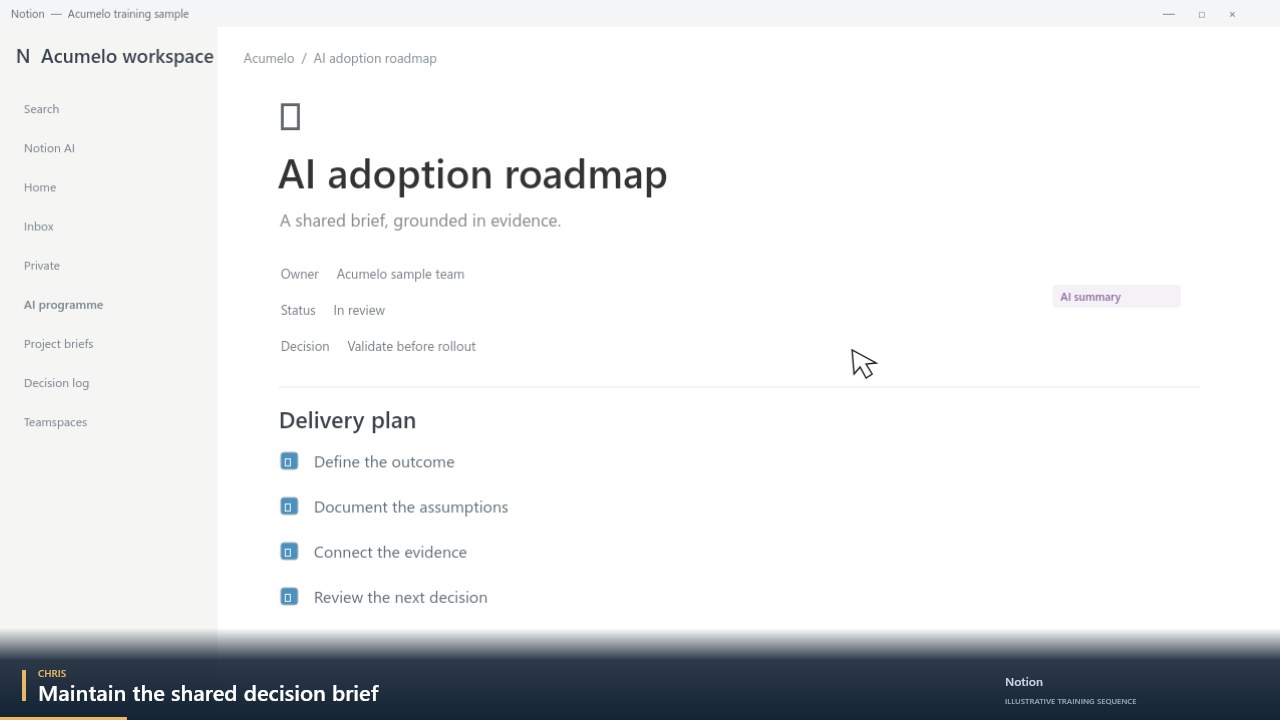 Notion — Acumelo training sample
N Acumelo workspace
Acumelo / AI adoption roadmap
Search
Notion AI
Home
Inbox
Private
AI programme
Project briefs
Decision log
Teamspaces
AI adoption roadmap
A shared brief, grounded in evidence.
Owner Acumelo sample team
Status In review
Decision Validate before rollout
AI summary
Delivery plan
Define the outcome
Document the assumptions
Connect the evidence
Review the next decision
CHRIS
Maintain the shared decision brief
Notion
ILLUSTRATIVE TRAINING SEQUENCE